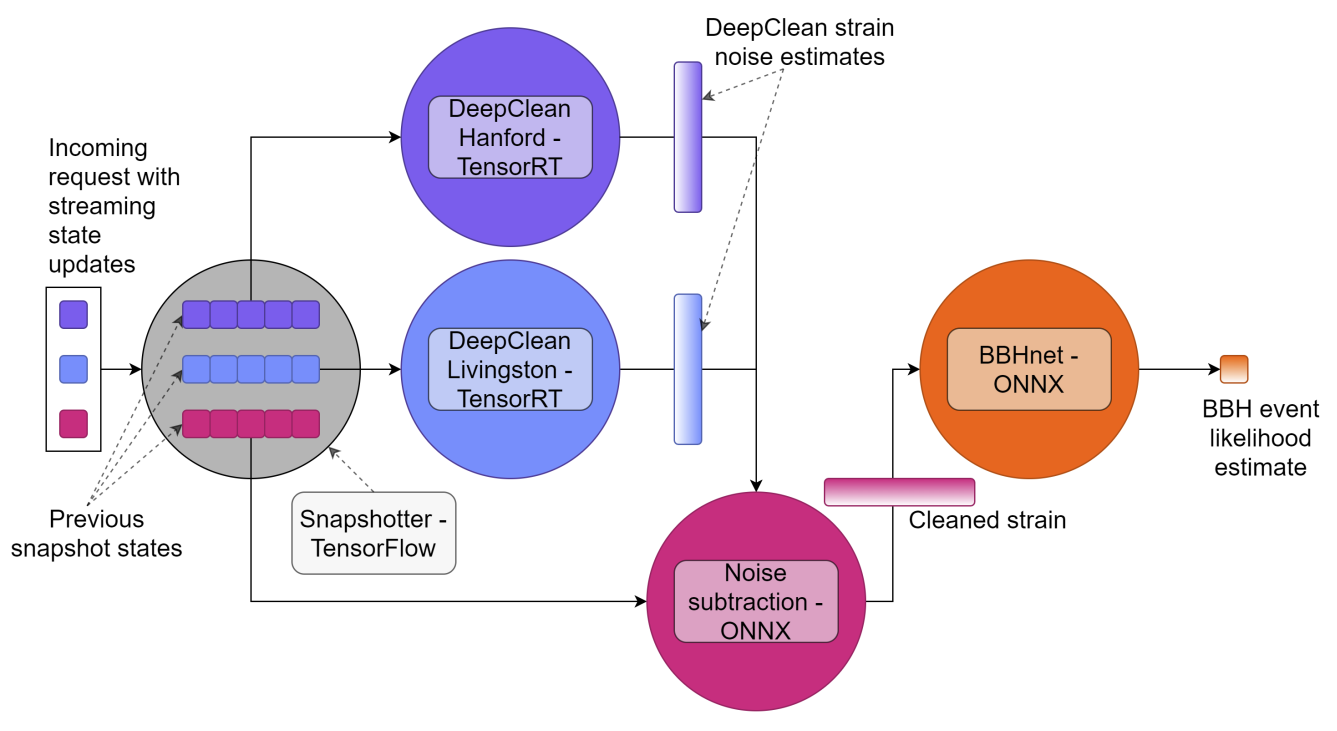 DeepClean strain
noise estimates
DeepClean
Hanford -
TensorRT
Incoming
request with
streaming
state
updates
DeepClean
Livingston -
TensorRT
BBHnet -
ONNX
BBH event
likelihood
estimate
Previous
snapshot states
Snapshotter -
TensorFlow
Cleaned strain
Noise
subtraction -
ONNX